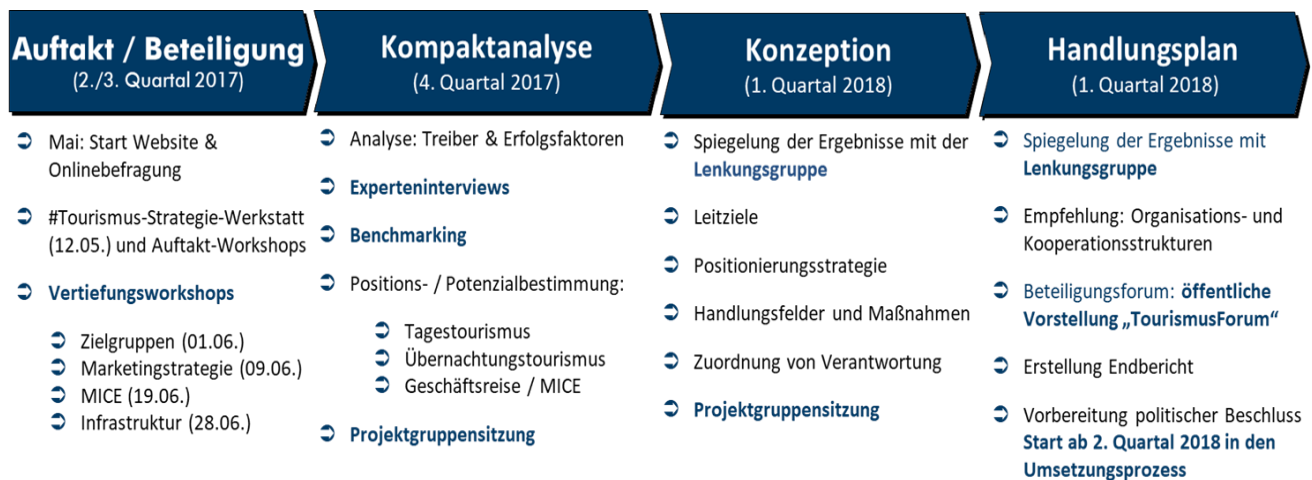 Auftakt / Beteiligung
(2./3. Quartal 2017)
Mai: Start Website &
Onlinebefragung
#Tourismus-Strategie-Werkstatt
(12.05.) und Auftakt-Workshops
Vertiefungsworkshops
Zielgruppen (01.06.)
Marketingstrategie (09.06.)
MICE (19.06.)
Infrastruktur (28.06.)
Kompaktanalyse
(4. Quartal 2017)
Analyse: Treiber & Erfolgsfaktoren
Experteninterviews
Benchmarking
Positions- / Potenzialbestimmung:
Tagestourismus
Übernachtungstourismus
Geschäftsreise / MICE
Projektgruppensitzung
Konzeption
(1. Quartal 2018)
Spiegelung der Ergebnisse mit der
Lenkungsgruppe
Leitziele
Positionierungsstrategie
Handlungsfelder und Maßnahmen
Zuordnung von Verantwortung
Projektgruppensitzung
Handlungsplan
(1. Quartal 2018)
Spiegelung der Ergebnisse mit
Lenkungsgruppe
Empfehlung: Organisations- und
Kooperationsstrukturen
Beteiligungsforum: öffentliche
Vorstellung „TourismusForum“
Erstellung Endbericht
Vorbereitung politischer Beschluss
Start ab 2. Quartal 2018 in den
Umsetzungsprozess